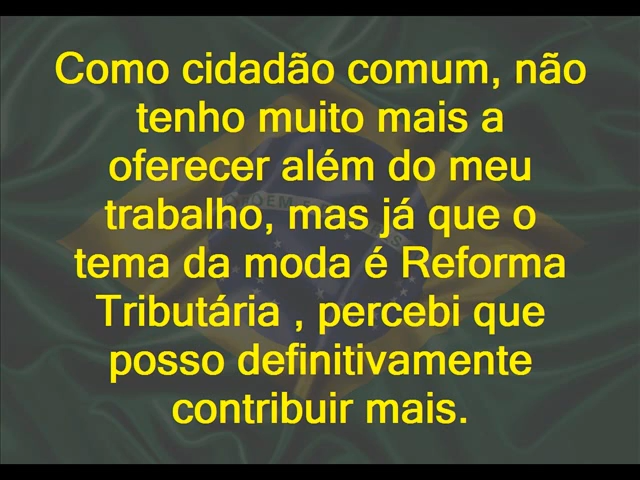 Como cidadão comum, não
tenho muito mais a
oferecer além do meu
trabalho, mas já que o
tema da moda é Reforma
Tributária , percebi que
posso definitivamente
contribuir mais.